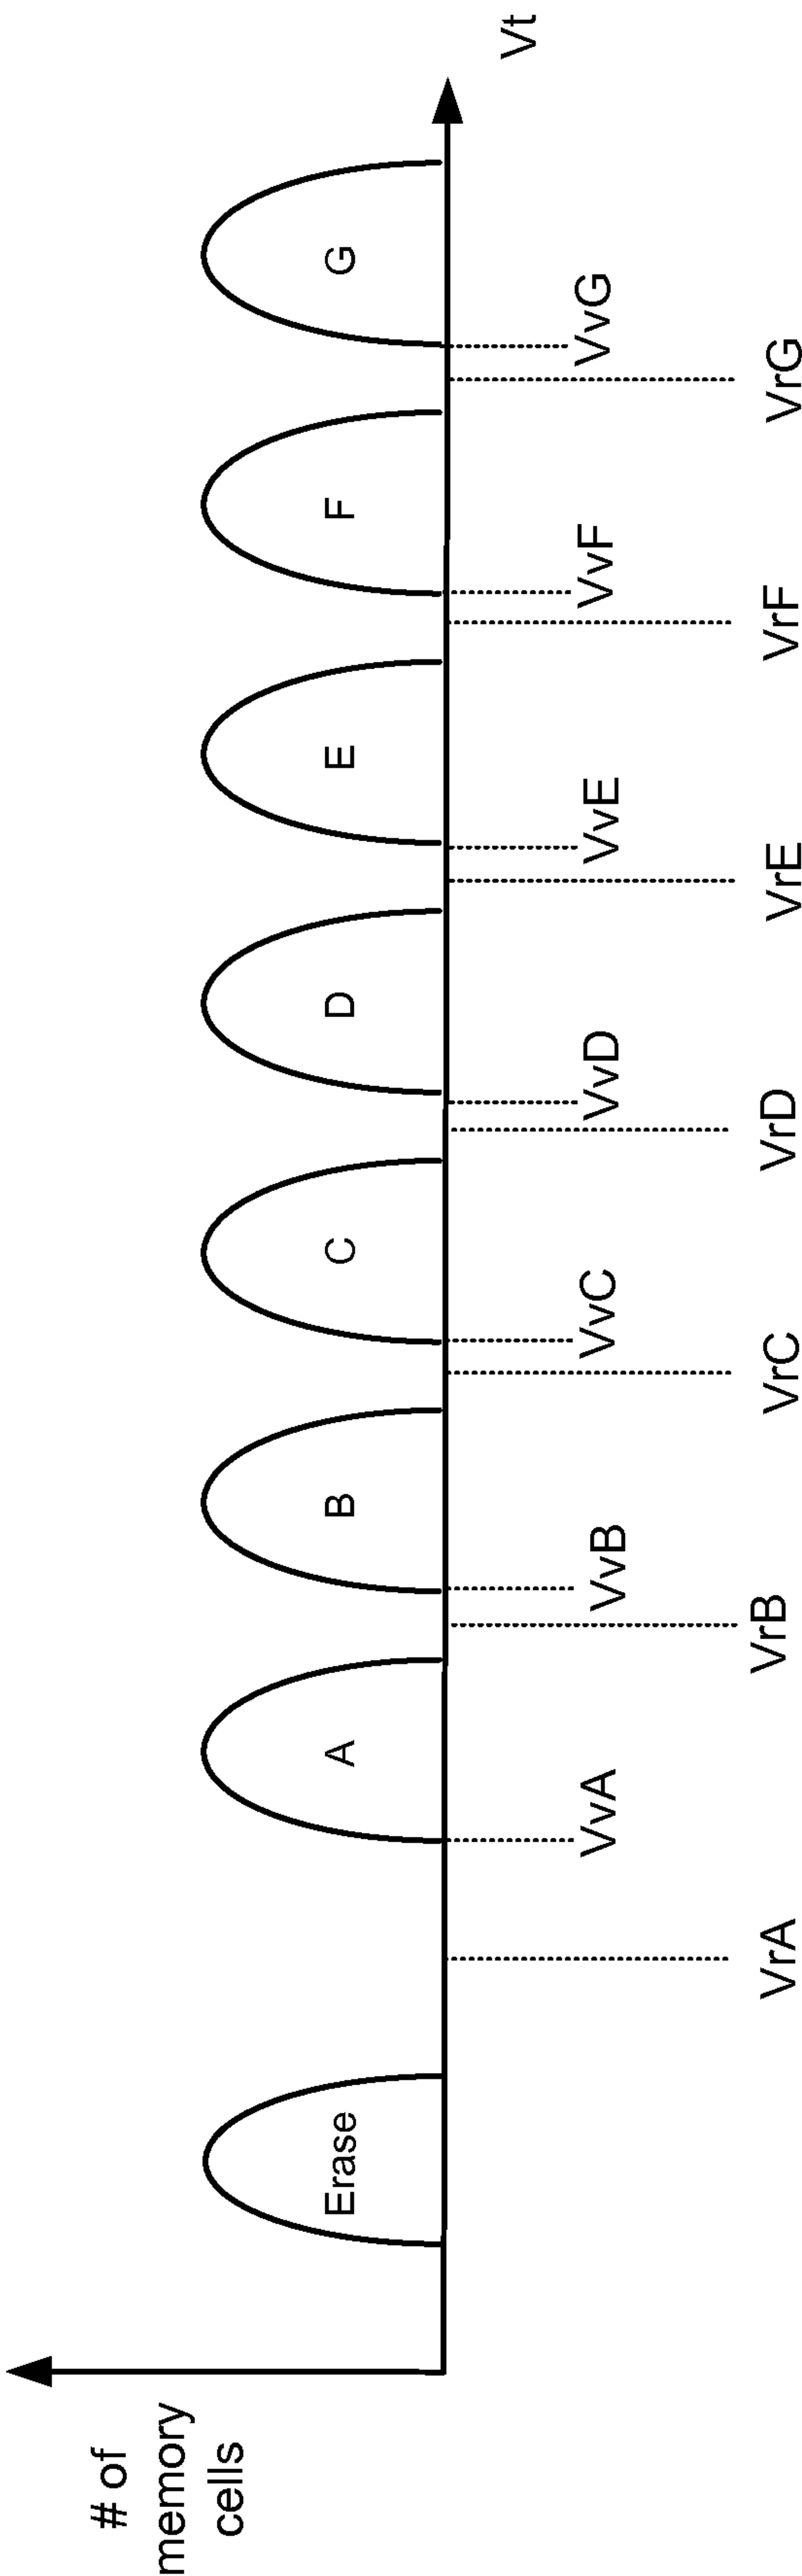 # of
memory
cells
Erase
A
B
C
D
E
F
G
Vt
VvA
VvB
VvC
VvD
VvE
VvF
VvG
VrA
VrB
VrC
VrD
VrE
VrF
VrG